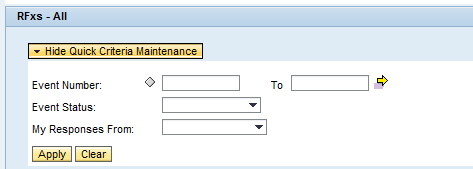 RFxs - All
Hide Quick Criteria Maintenance
Event Number: To
Event Status:
My Responses From:
Apply Clear